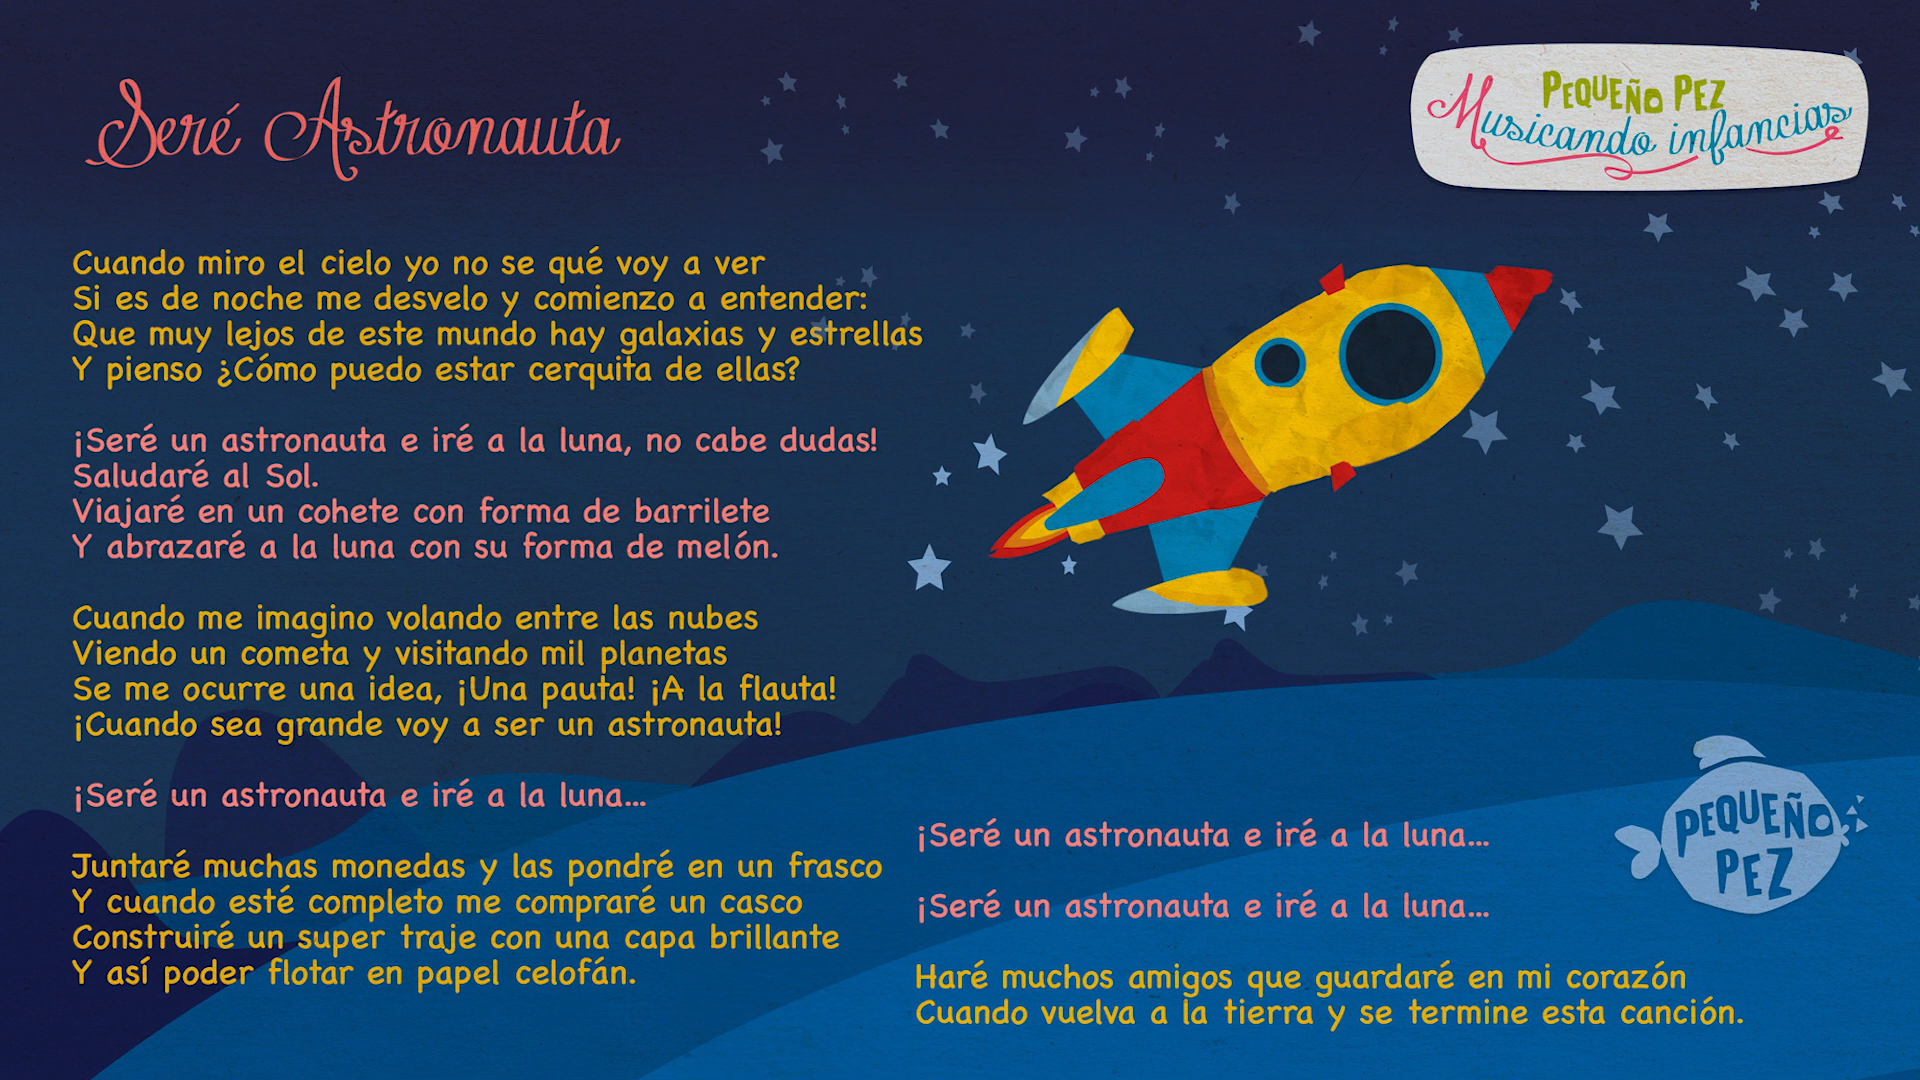 Seré Astronauta
Pequeño Pez
Musicando infancias
Cuando miro el cielo yo no se qué voy a ver
Si es de noche me desvelo y comienzo a entender:
Que muy lejos de este mundo hay galaxias y estrellas
Y pienso ¿Cómo puedo estar cerquita de ellas?
¡Seré un astronauta e iré a la luna, no cabe dudas!
Saludaré al Sol.
Viajaré en un cohete con forma de barrilete
Y abrazaré a la luna con su forma de melón.
Cuando me imagino volando entre las nubes
Viendo un cometa y visitando mil planetas
Se me ocurre una idea, ¡Una pauta! ¡A la flauta!
¡Cuando sea grande voy a ser un astronauta!
¡Seré un astronauta e iré a la luna...
Juntaré muchas monedas y las pondré en un frasco
Y cuando esté completo me compraré un casco
Construiré un super traje con una capa brillante
Y así poder flotar en papel celofán.
¡Seré un astronauta e iré a la luna...
¡Seré un astronauta e iré a la luna...
Haré muchos amigos que guardaré en mi corazón
Cuando vuelva a la tierra y se termine esta canción.
PEQUEÑO
PEZ